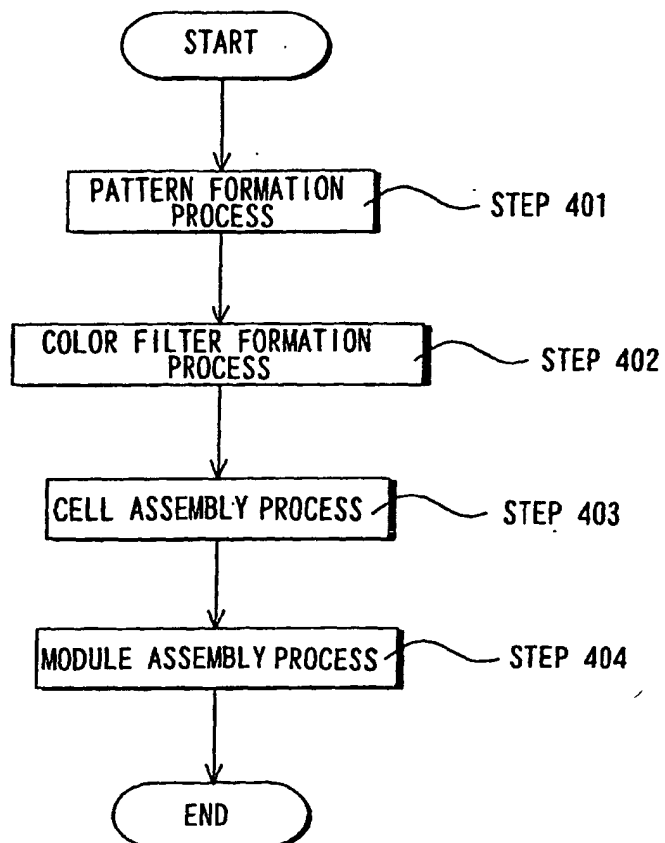 START
PATTERN FORMATION
PROCESS
STEP 401
COLOR FILTER FORMATION
PROCESS
STEP 402
CELL ASSEMBLY PROCESS
STEP 403
MODULE ASSEMBLY PROCESS
STEP 404
END